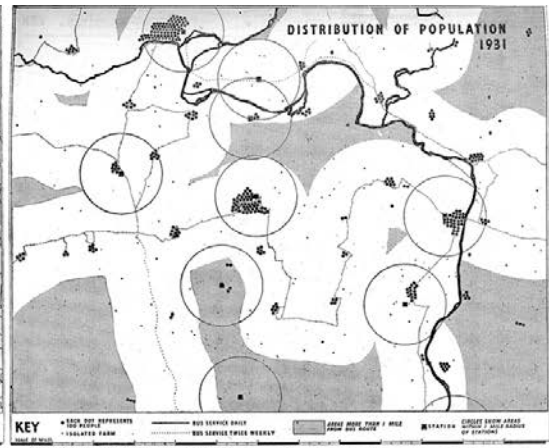 DISTRIBUTION OF POPULATION
1931
KEY
EACH DOT REPRESENTS
100 PEOPLE
ISOLATED FARM
BUS SERVICE DAILY
BUS SERVICE TWICE WEEKLY
AREAS MORE THAN 1 MILE
FROM BUS ROUTE
STATION
CIRCLES SHOW AREAS
WITHIN 1 MILE RADIUS
OF STATIONS